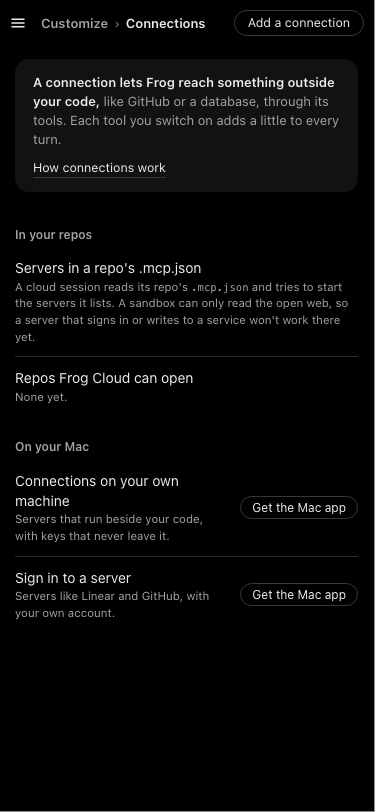 Customize › Connections
Add a connection
A connection lets Frog reach something outside
your code, like GitHub or a database, through its
tools. Each tool you switch on adds a little to every
turn.
How connections work
In your repos
Servers in a repo's .mcp.json
A cloud session reads its repo's .mcp.json and tries to start
the servers it lists. A sandbox can only read the open web, so
a server that signs in or writes to a service won't work there
yet.
Repos Frog Cloud can open
None yet.
On your Mac
Connections on your own
machine
Servers that run beside your code,
with keys that never leave it.
Get the Mac app
Sign in to a server
Servers like Linear and GitHub, with
your own account.
Get the Mac app